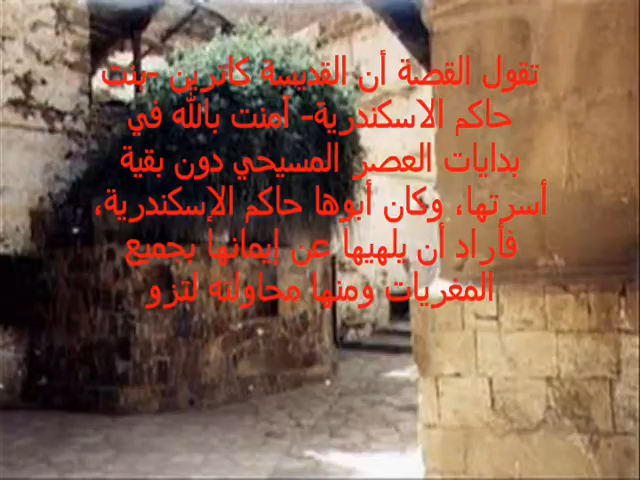 تقول القصة أن القديسة كاترين -بنت
حاكم الاسكندرية- آمنت بالله في
بدايات العصر المسيحي دون بقية
أسرتها، وكان أبوها حاكم الإسكندرية،
فأراد أن يلهيها عن إيمانها بجميع
المغريات ومنها محاولته لتزو